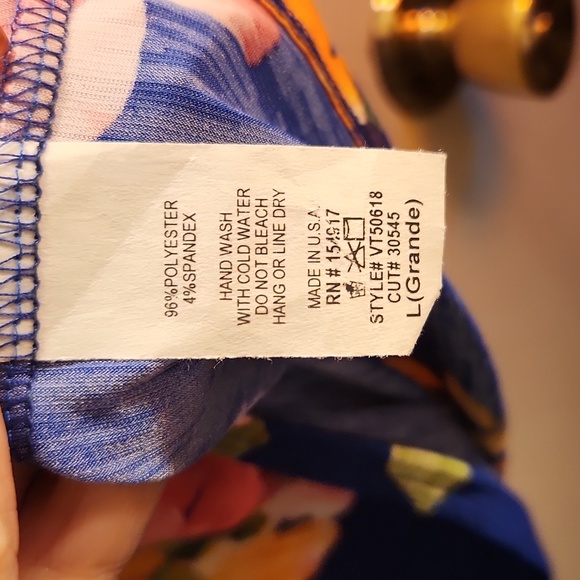 96%POLYESTER
4%SPANDEX
HAND WASH
WITH COLD WATER
DO NOT BLEACH
HANG OR LINE DRY
MADE IN U.S.A.
RN #
STYLE# VT50618
CUT# 30545
L(Grande)